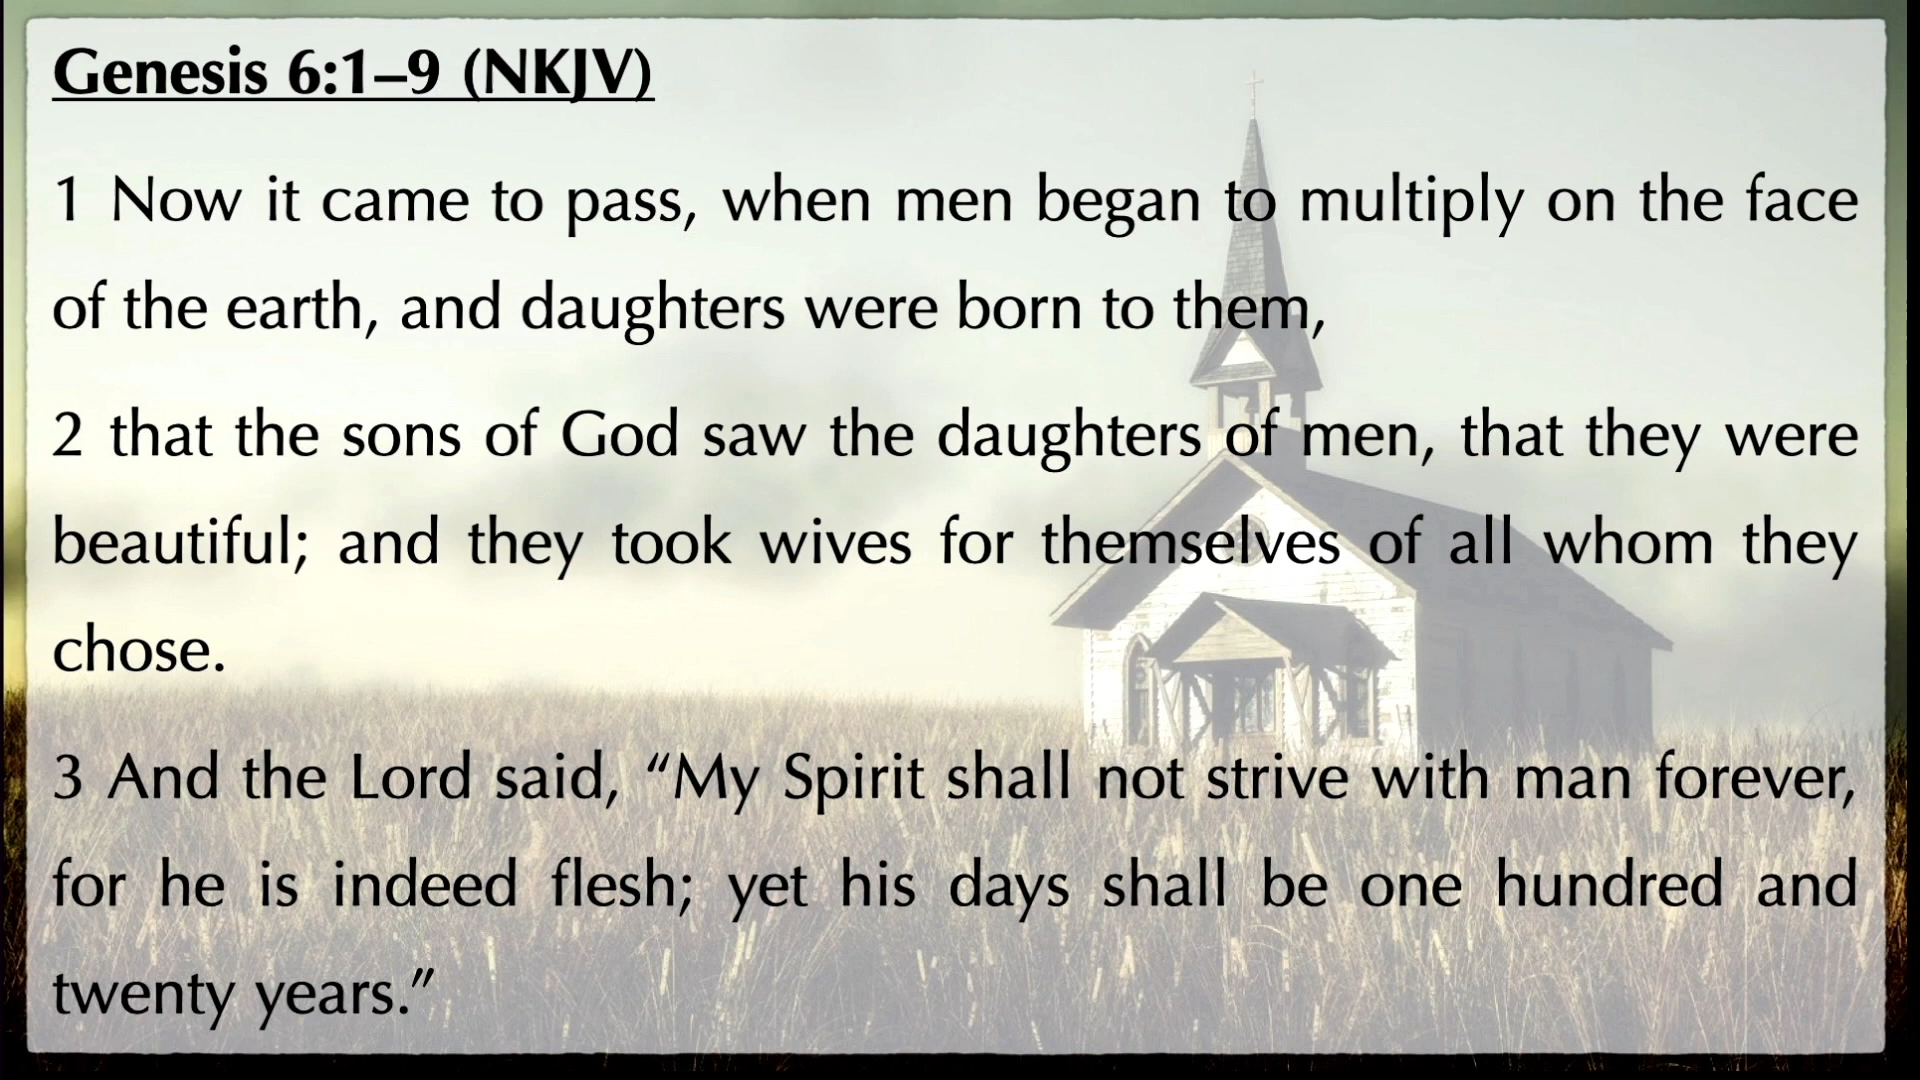 Genesis 6:1–9 (NKJV)
1 Now it came to pass, when men began to multiply on the face
of the earth, and daughters were born to them,
2 that the sons of God saw the daughters of men, that they were
beautiful; and they took wives for themselves of all whom they
chose.
3 And the Lord said, “My Spirit shall not strive with man forever,
for he is indeed flesh; yet his days shall be one hundred and
twenty years.”